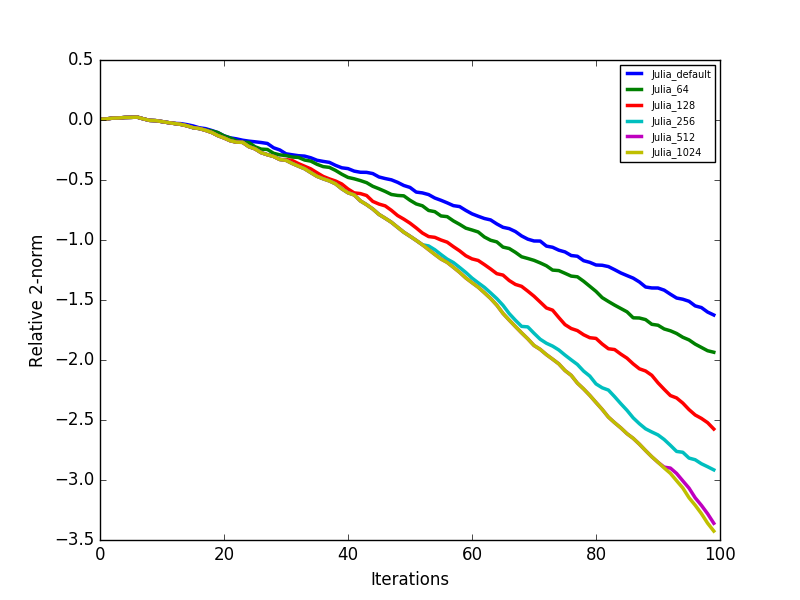 0.5
0.0
−0.5
−1.0
−1.5
−2.0
−2.5
−3.0
−3.5
Relative 2-norm
0
20
40
60
80
100
Iterations
Julia_default
Julia_64
Julia_128
Julia_256
Julia_512
Julia_1024